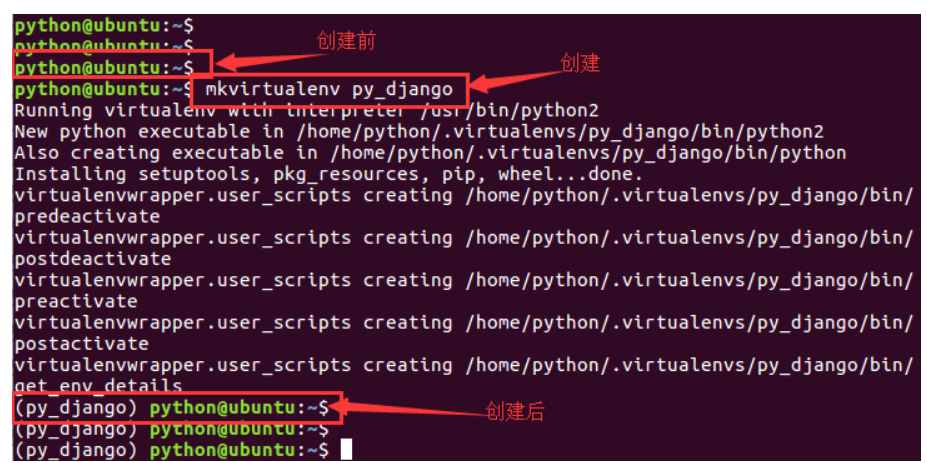 python@ubuntu:~$
python@ubuntu:~$
创建前
python@ubuntu:~$
创建
python@ubuntu:~$ mkvirtualenv py_django
Running virtualenv with interpreter /usr/bin/python2
New python executable in /home/python/.virtualenvs/py_django/bin/python2
Also creating executable in /home/python/.virtualenvs/py_django/bin/python
Installing setuptools, pkg_resources, pip, wheel...done.
virtualenvwrapper.user_scripts creating /home/python/.virtualenvs/py_django/bin/
predeactivate
virtualenvwrapper.user_scripts creating /home/python/.virtualenvs/py_django/bin/
postdeactivate
virtualenvwrapper.user_scripts creating /home/python/.virtualenvs/py_django/bin/
preactivate
virtualenvwrapper.user_scripts creating /home/python/.virtualenvs/py_django/bin/
postactivate
virtualenvwrapper.user_scripts creating /home/python/.virtualenvs/py_django/bin/
get_env_details
(py_django) python@ubuntu:~$
创建后
(py_django) python@ubuntu:~$
(py_django) python@ubuntu:~$